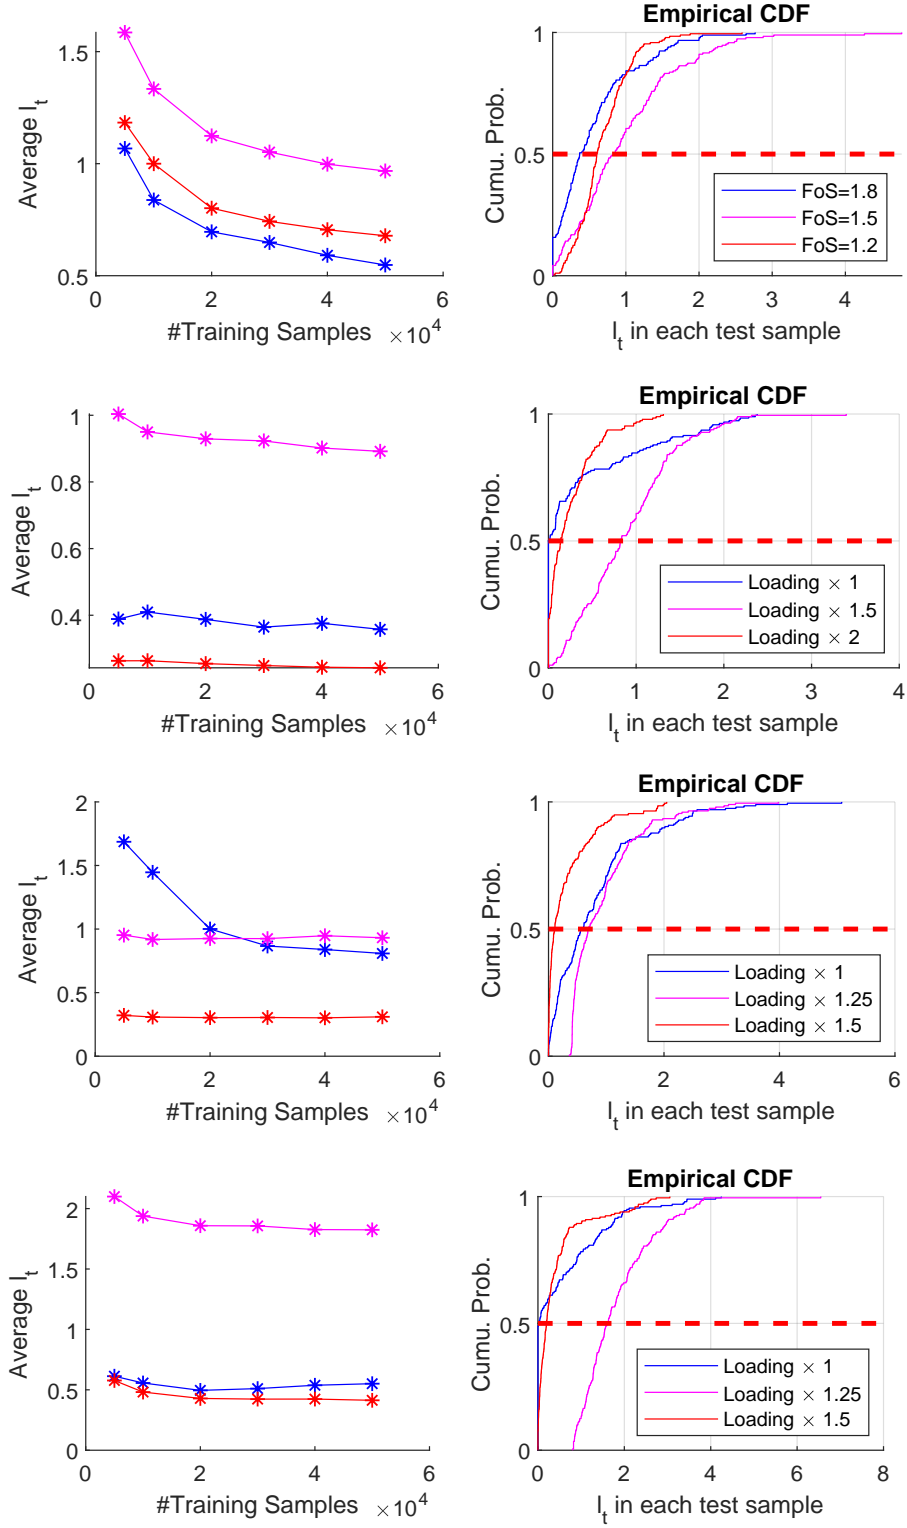 Empirical CDF
1.5
1
0.5
Average I_t
0 2 4 6
#Training Samples ×10^4
1
0.5
0
Cumu. Prob.
FoS=1.8
FoS=1.5
FoS=1.2
0 1 2 3 4
I_t in each test sample
Empirical CDF
1
0.8
0.6
0.4
Average I_t
0 2 4 6
#Training Samples ×10^4
1
0.5
0
Cumu. Prob.
Loading × 1
Loading × 1.5
Loading × 2
0 1 2 3 4
I_t in each test sample
Empirical CDF
2
1.5
1
0.5
0
Average I_t
0 2 4 6
#Training Samples ×10^4
1
0.5
0
Cumu. Prob.
Loading × 1
Loading × 1.25
Loading × 1.5
0 2 4 6
I_t in each test sample
Empirical CDF
2
1.5
1
0.5
0
Average I_t
0 2 4 6
#Training Samples ×10^4
1
0.5
0
Cumu. Prob.
Loading × 1
Loading × 1.25
Loading × 1.5
0 2 4 6 8
I_t in each test sample